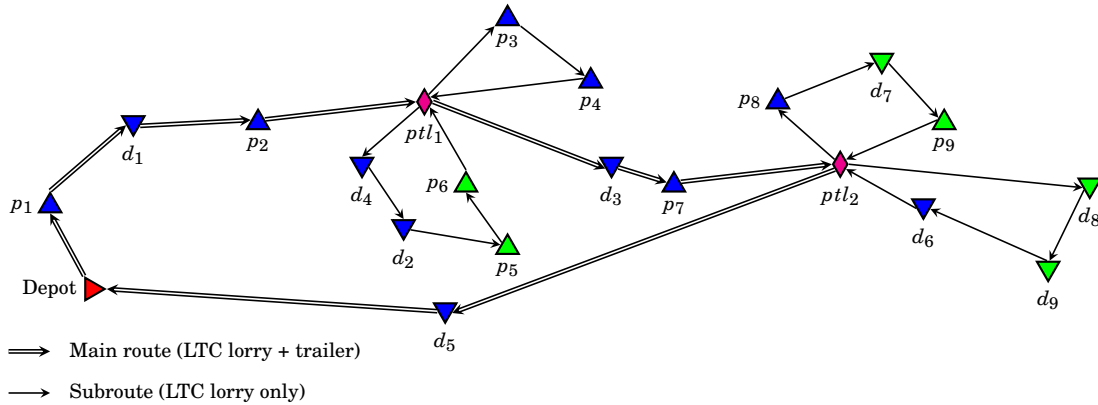 p3
p4
p8
d7
p9
d1
p2
ptl1
p1
d4
p6
d3
p7
ptl2
d8
d2
p5
d6
d9
Depot
d5
Main route (LTC lorry + trailer)
Subroute (LTC lorry only)